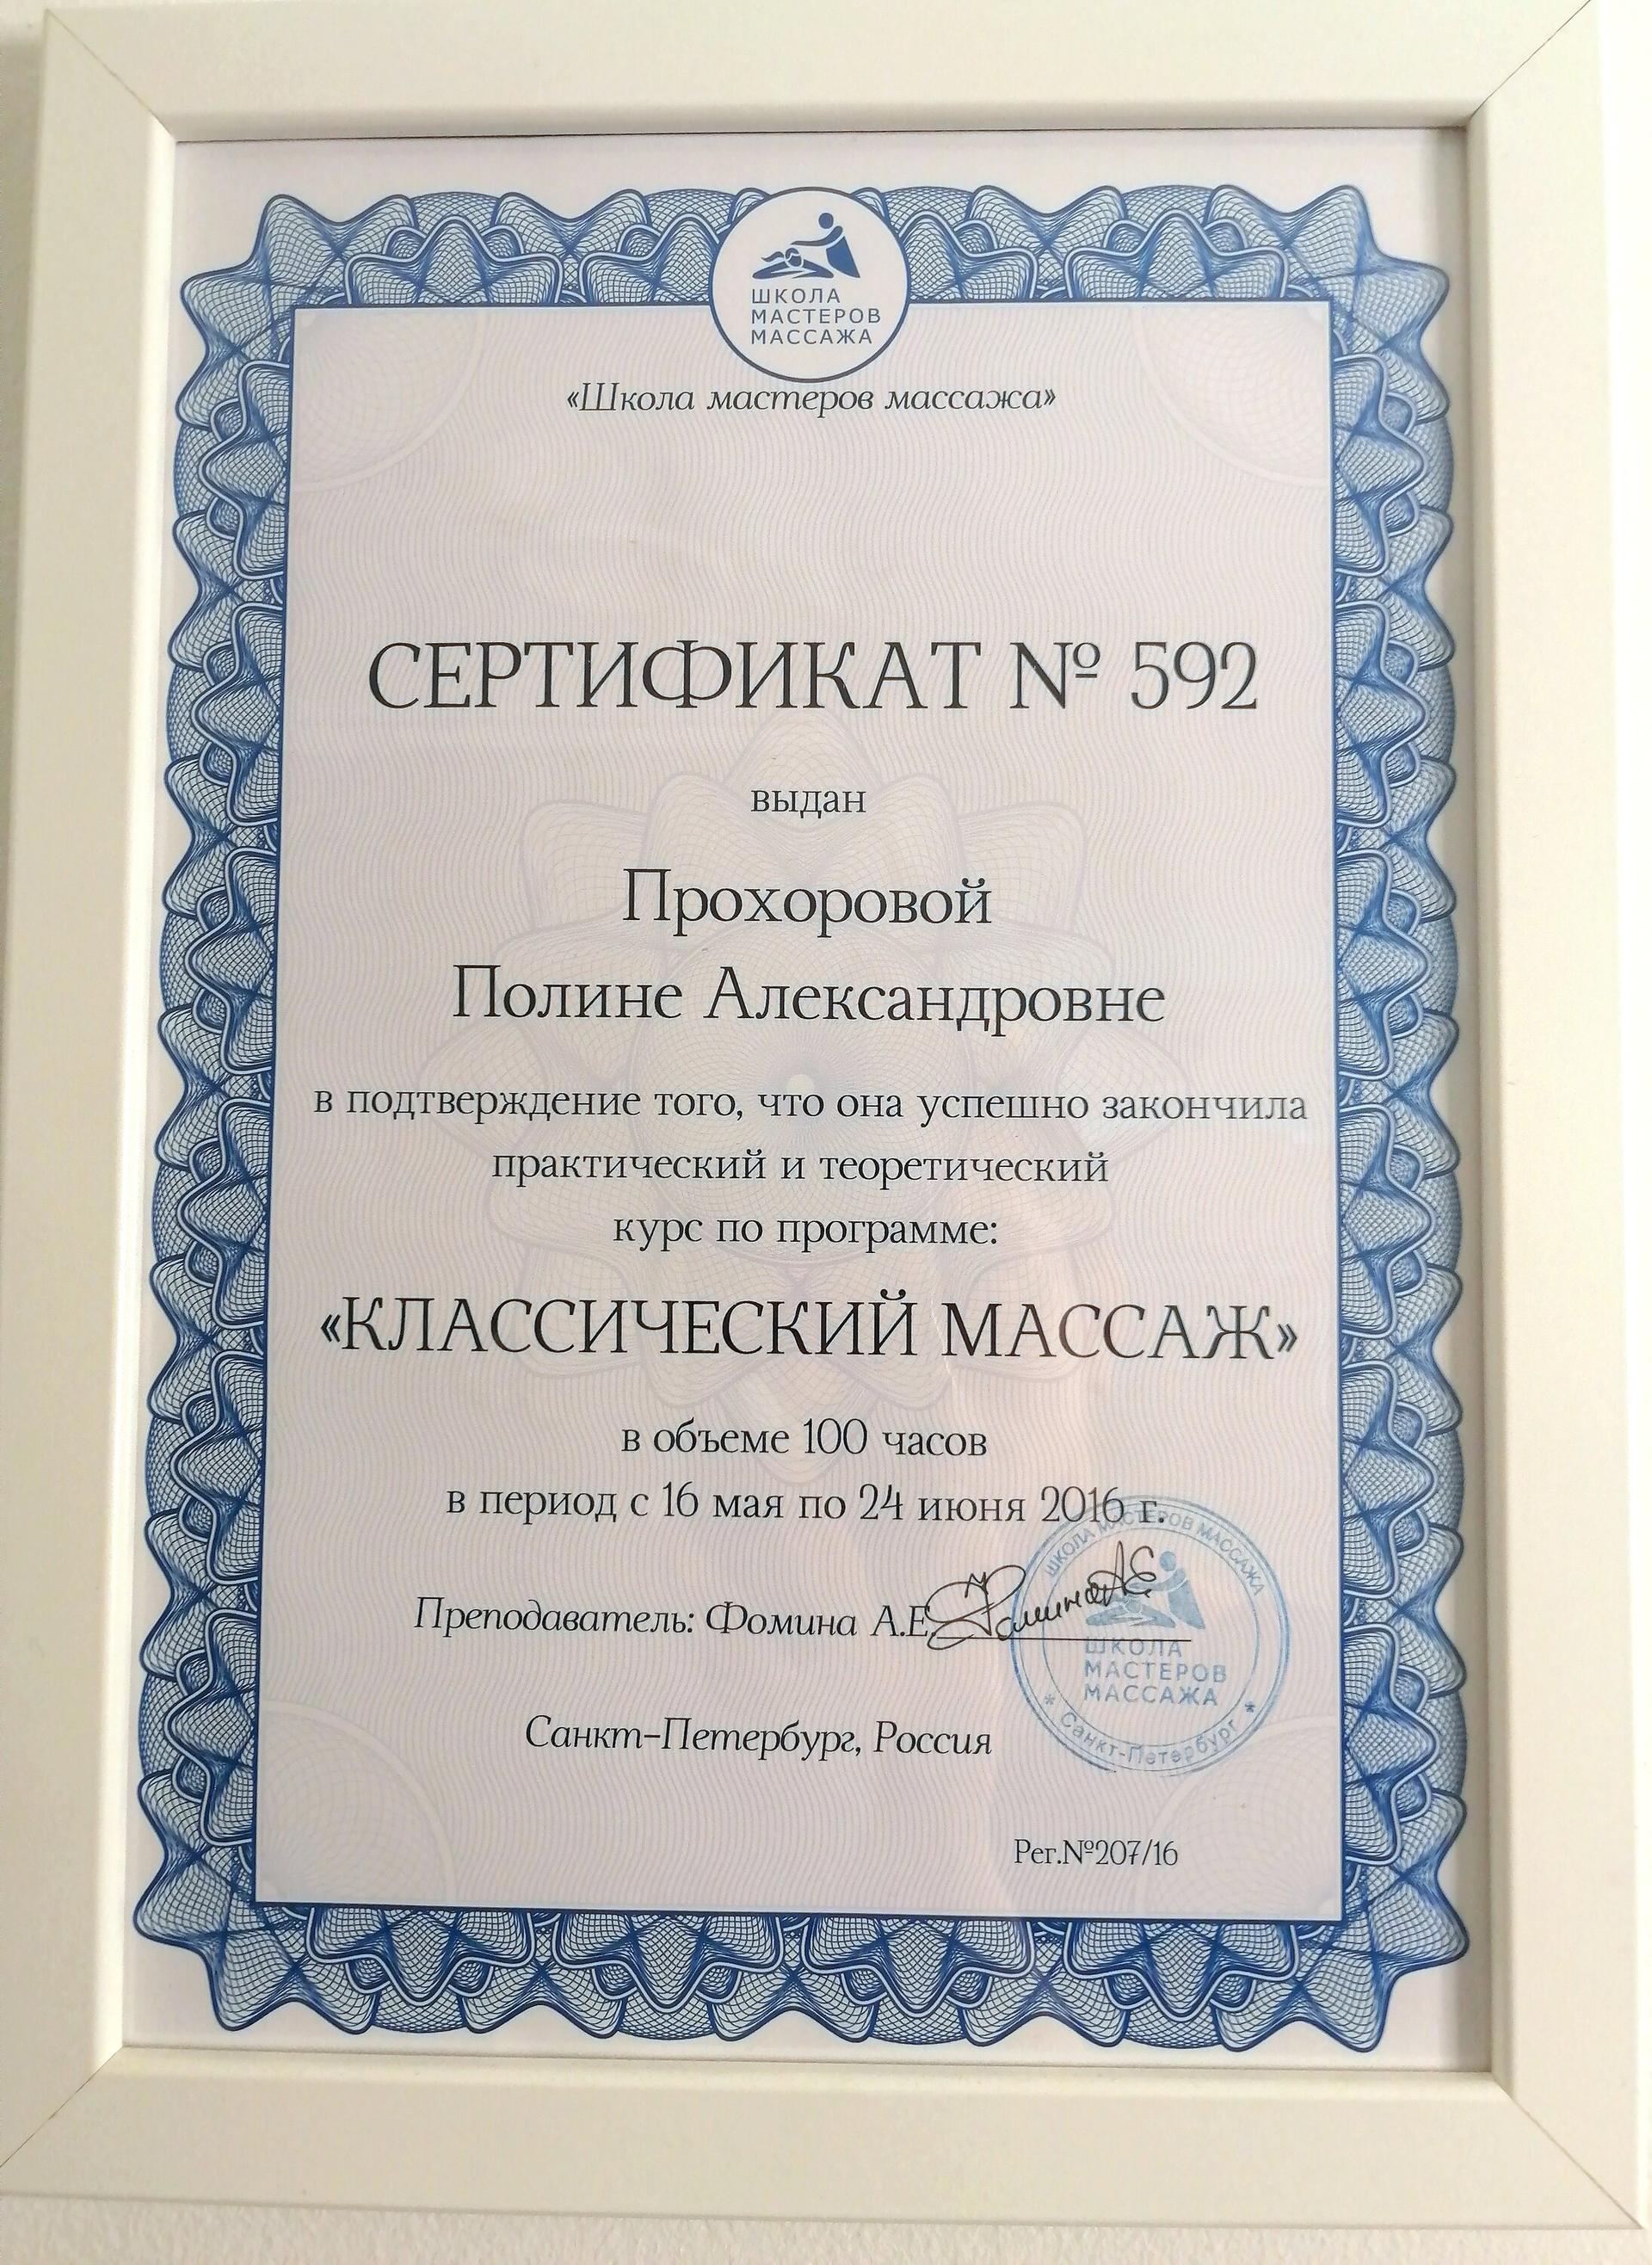 ШКОЛА
МАСТЕРОВ
МАССАЖА
«Школа мастеров массажа»
СЕРТИФИКАТ № 592
выдан
Прохоровой
Полине Александровне
в подтверждение того, что она успешно закончила
практический и теоретический
курс по программе:
«КЛАССИЧЕСКИЙ МАССАЖ»
в объеме 100 часов
в период с 16 мая по 24 июня 2016 г.
Преподаватель: Фомина А.Е. Фомина А.Е.
ШКОЛА МАСТЕРОВ МАССАЖА
ШКОЛА
МАСТЕРОВ
МАССАЖА
* Санкт-Петербург *
Санкт-Петербург, Россия
Рег.№207/16